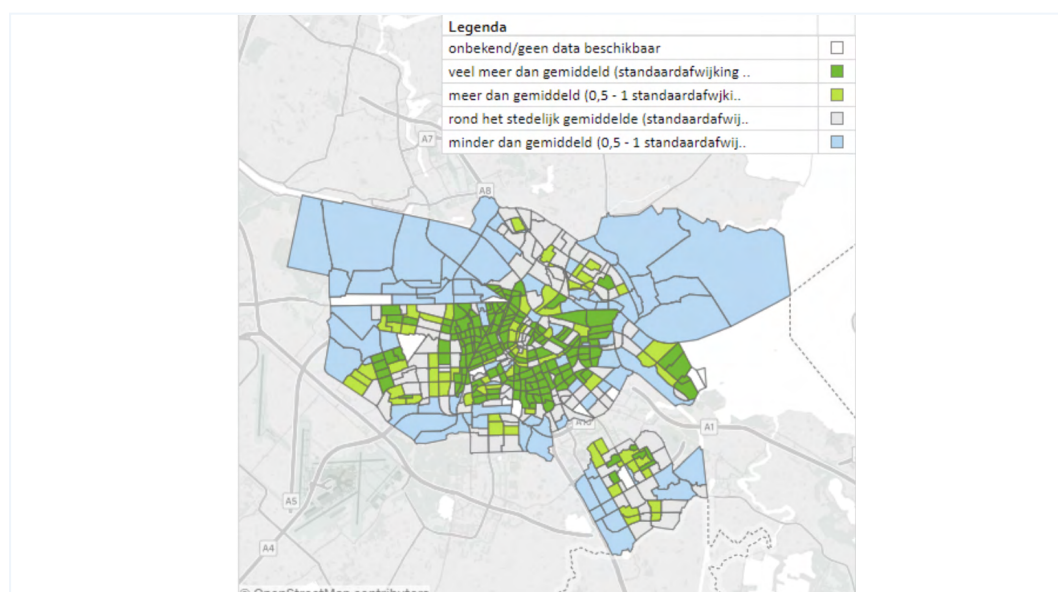 Legenda
onbekend/geen data beschikbaar
veel meer dan gemiddeld (standaardafwijking ..
meer dan gemiddeld (0,5 - 1 standaardafwjki..
rond het stedelijk gemiddelde (standaardafwij..
minder dan gemiddeld (0,5 - 1 standaardafwij..
A7
A8
A10
A1
A5
A4
© OpenStreetMap contributors